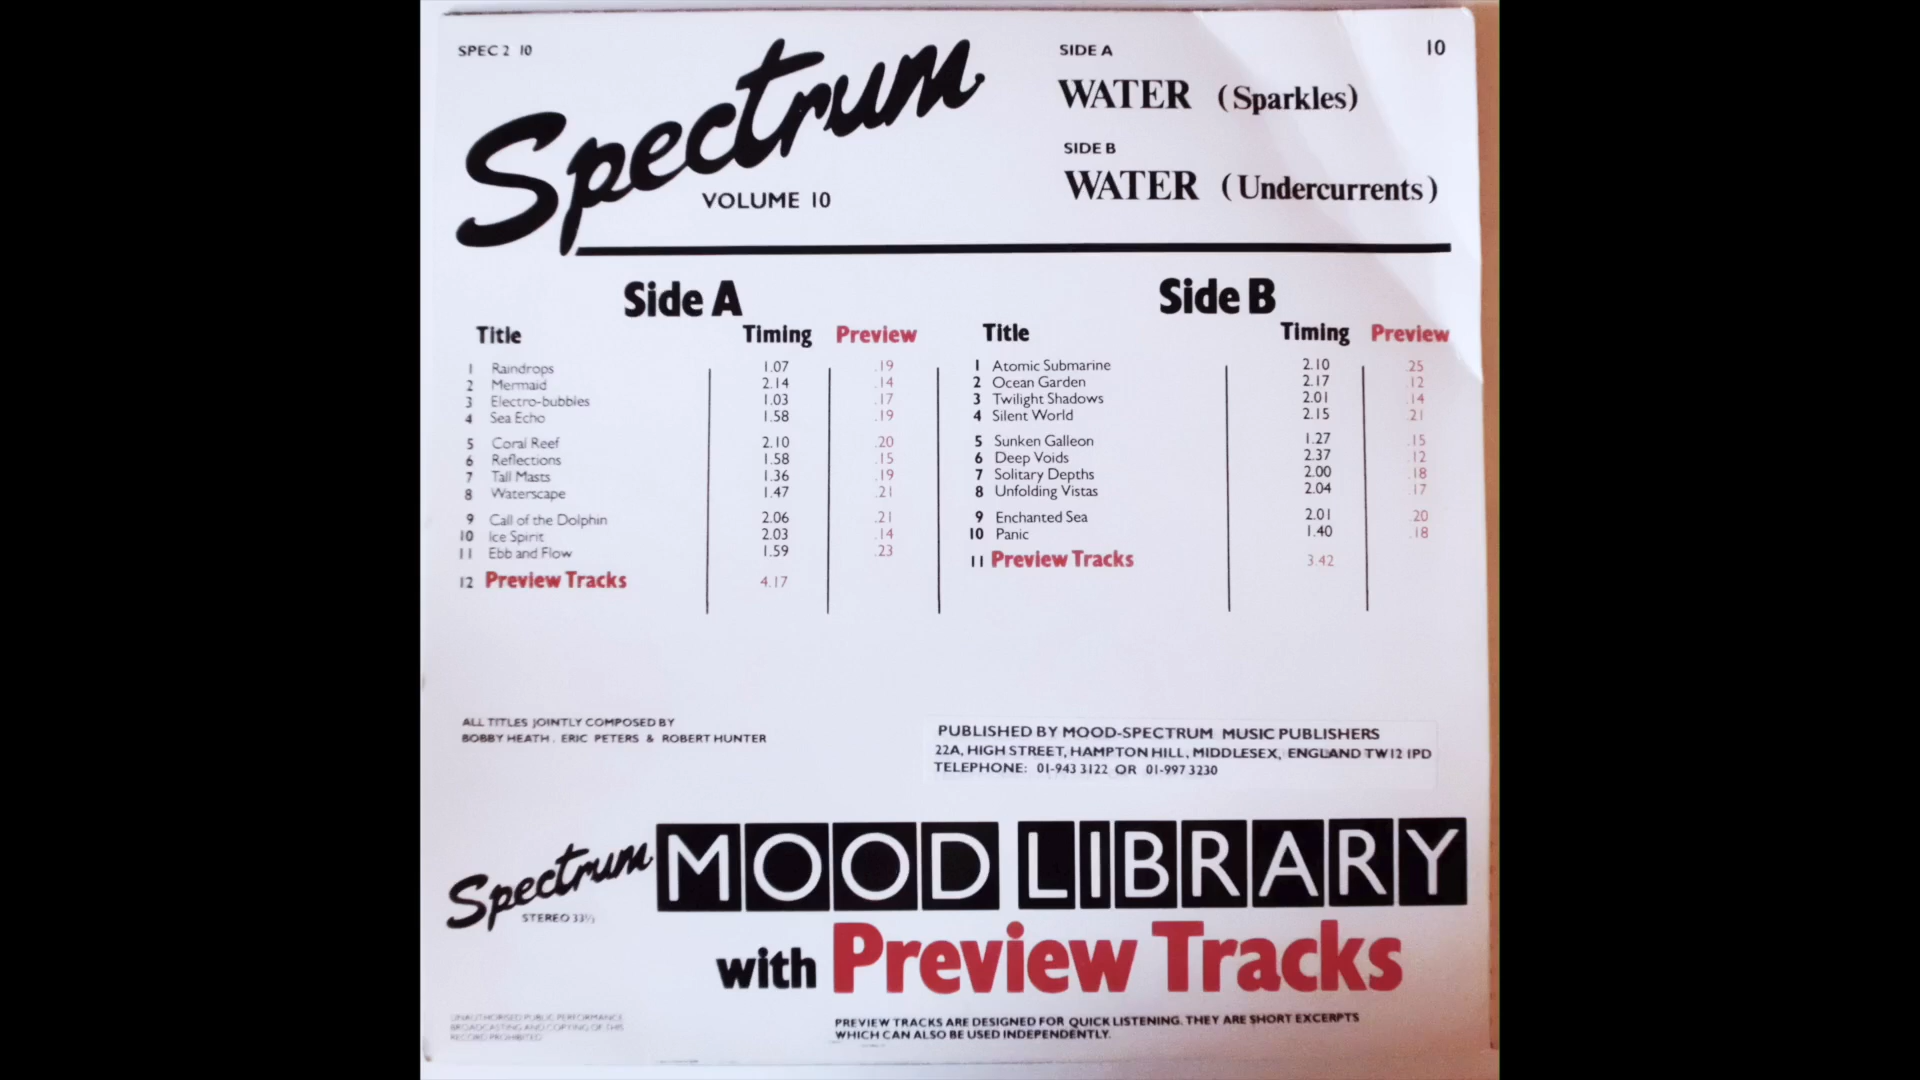 SPEC 2 10
Spectrum
VOLUME 10
SIDE A
10
WATER (Sparkles)
SIDE B
WATER (Undercurrents)
Side A
Title Timing Preview
1 Raindrops 1.07 .19
2 Mermaid 2.14 .14
3 Electro-bubbles 1.03 .17
4 Sea Echo 1.58 .19
5 Coral Reef 2.10 .20
6 Reflections 1.58 .15
7 Tall Masts 1.36 .19
8 Waterscape 1.47 .21
9 Call of the Dolphin 2.06 .21
10 Ice Spirit 2.03 .14
11 Ebb and Flow 1.59 .23
12 Preview Tracks 4.17
Side B
Title Timing Preview
1 Atomic Submarine 2.10 .25
2 Ocean Garden 2.17 .12
3 Twilight Shadows 2.01 .14
4 Silent World 2.15 .21
5 Sunken Galleon 1.27 .15
6 Deep Voids 2.37 .12
7 Solitary Depths 2.00 .18
8 Unfolding Vistas 2.04 .17
9 Enchanted Sea 2.01 .20
10 Panic 1.40 .18
11 Preview Tracks 3.42
ALL TITLES JOINTLY COMPOSED BY
BOBBY HEATH . ERIC PETERS & ROBERT HUNTER
PUBLISHED BY MOOD-SPECTRUM MUSIC PUBLISHERS
22A, HIGH STREET, HAMPTON HILL, MIDDLESEX, ENGLAND TW12 1PD
TELEPHONE: 01-943 3122 OR 01-997 3230
Spectrum MOOD LIBRARY
STEREO 33⅓
with Preview Tracks
UNAUTHORISED PUBLIC PERFORMANCE
BROADCASTING AND COPYING OF THIS
RECORD PROHIBITED
PREVIEW TRACKS ARE DESIGNED FOR QUICK LISTENING. THEY ARE SHORT EXCERPTS
WHICH CAN ALSO BE USED INDEPENDENTLY.